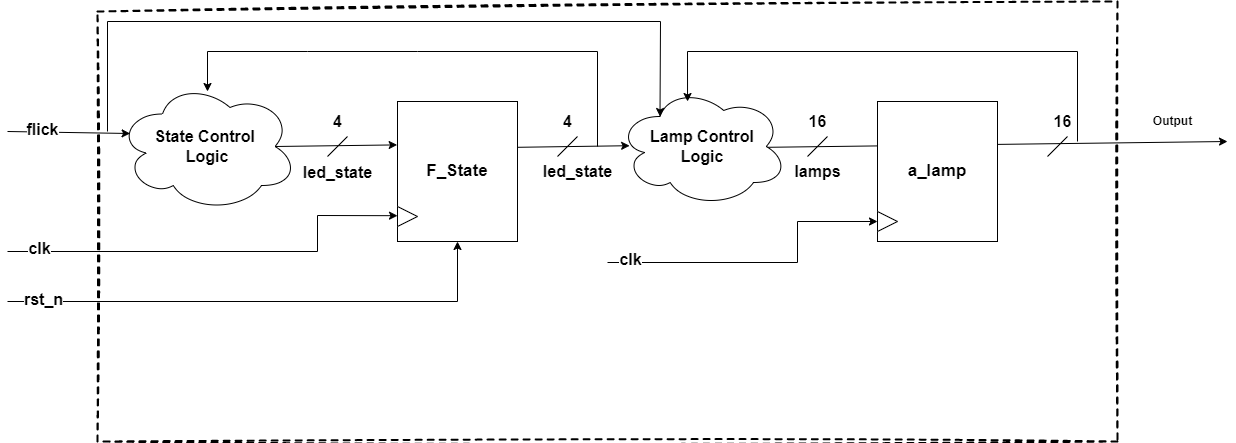 flick
State Control
Logic
4
led_state
F_State
4
led_state
Lamp Control
Logic
16
lamps
a_lamp
16
Output
clk
clk
rst_n